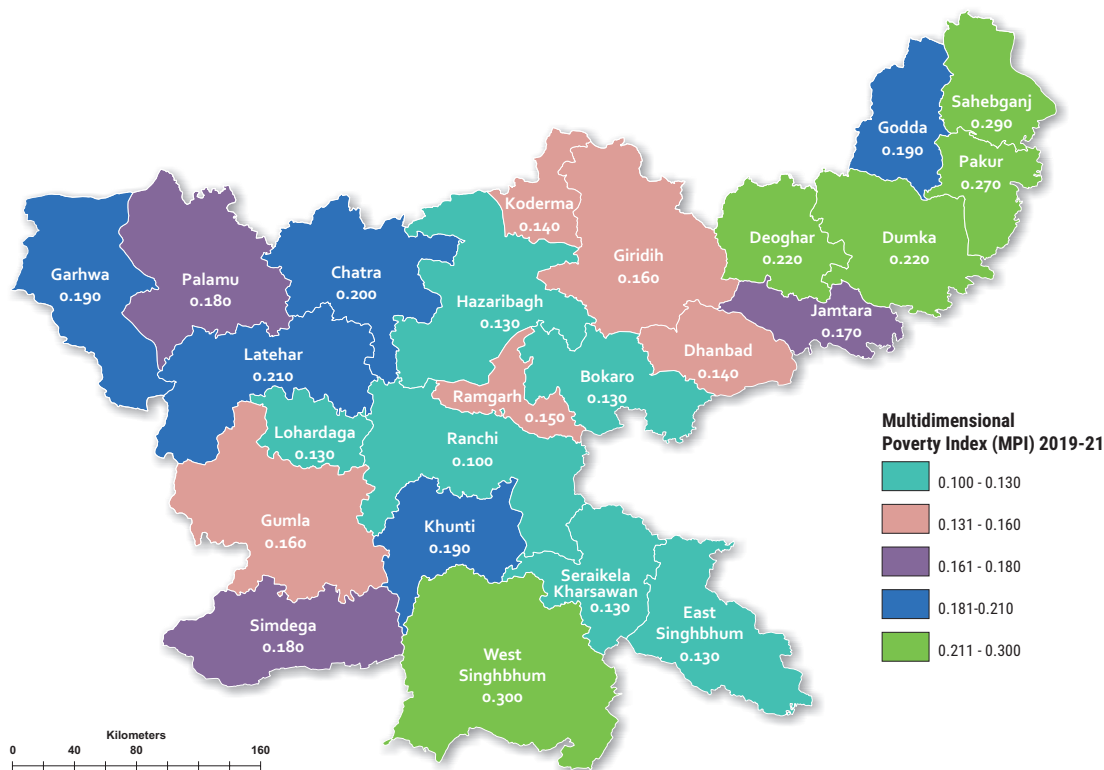 Sahebganj
0.290
Godda
0.190
Pakur
0.270
Koderma
0.140
Giridih
0.160
Deoghar
0.220
Dumka
0.220
Garhwa
0.190
Palamu
0.180
Chatra
0.200
Hazaribagh
0.130
Jamtara
0.170
Latehar
0.210
Dhanbad
0.140
Bokaro
0.130
Ramgarh
0.150
Lohardaga
0.130
Ranchi
0.100
Gumla
0.160
Khunti
0.190
Seraikela
Kharsawan
0.130
East
Singhbhum
0.130
Simdega
0.180
West
Singhbhum
0.300
Multidimensional
Poverty Index (MPI) 2019-21
0.100 - 0.130
0.131 - 0.160
0.161 - 0.180
0.181-0.210
0.211 - 0.300
Kilometers
0 40 80 160